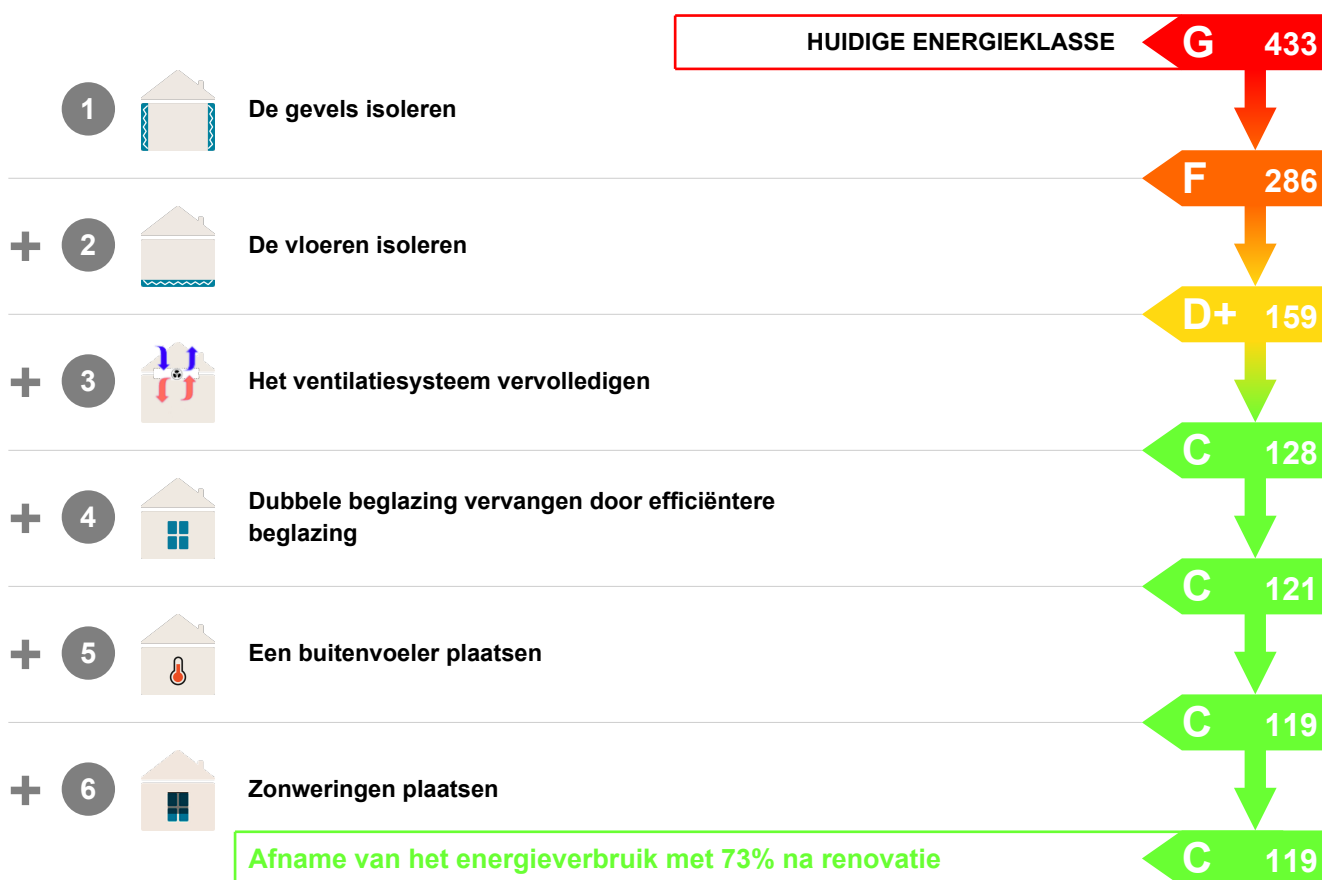 HUIDIGE ENERGIEKLASSE G 433
1 De gevels isoleren
F 286
+ 2 De vloeren isoleren
D+ 159
+ 3 Het ventilatiesysteem vervolledigen
C 128
+ 4 Dubbele beglazing vervangen door efficiëntere
beglazing
C 121
+ 5 Een buitenvoeler plaatsen
C 119
+ 6 Zonweringen plaatsen
Afname van het energieverbruik met 73% na renovatie C 119